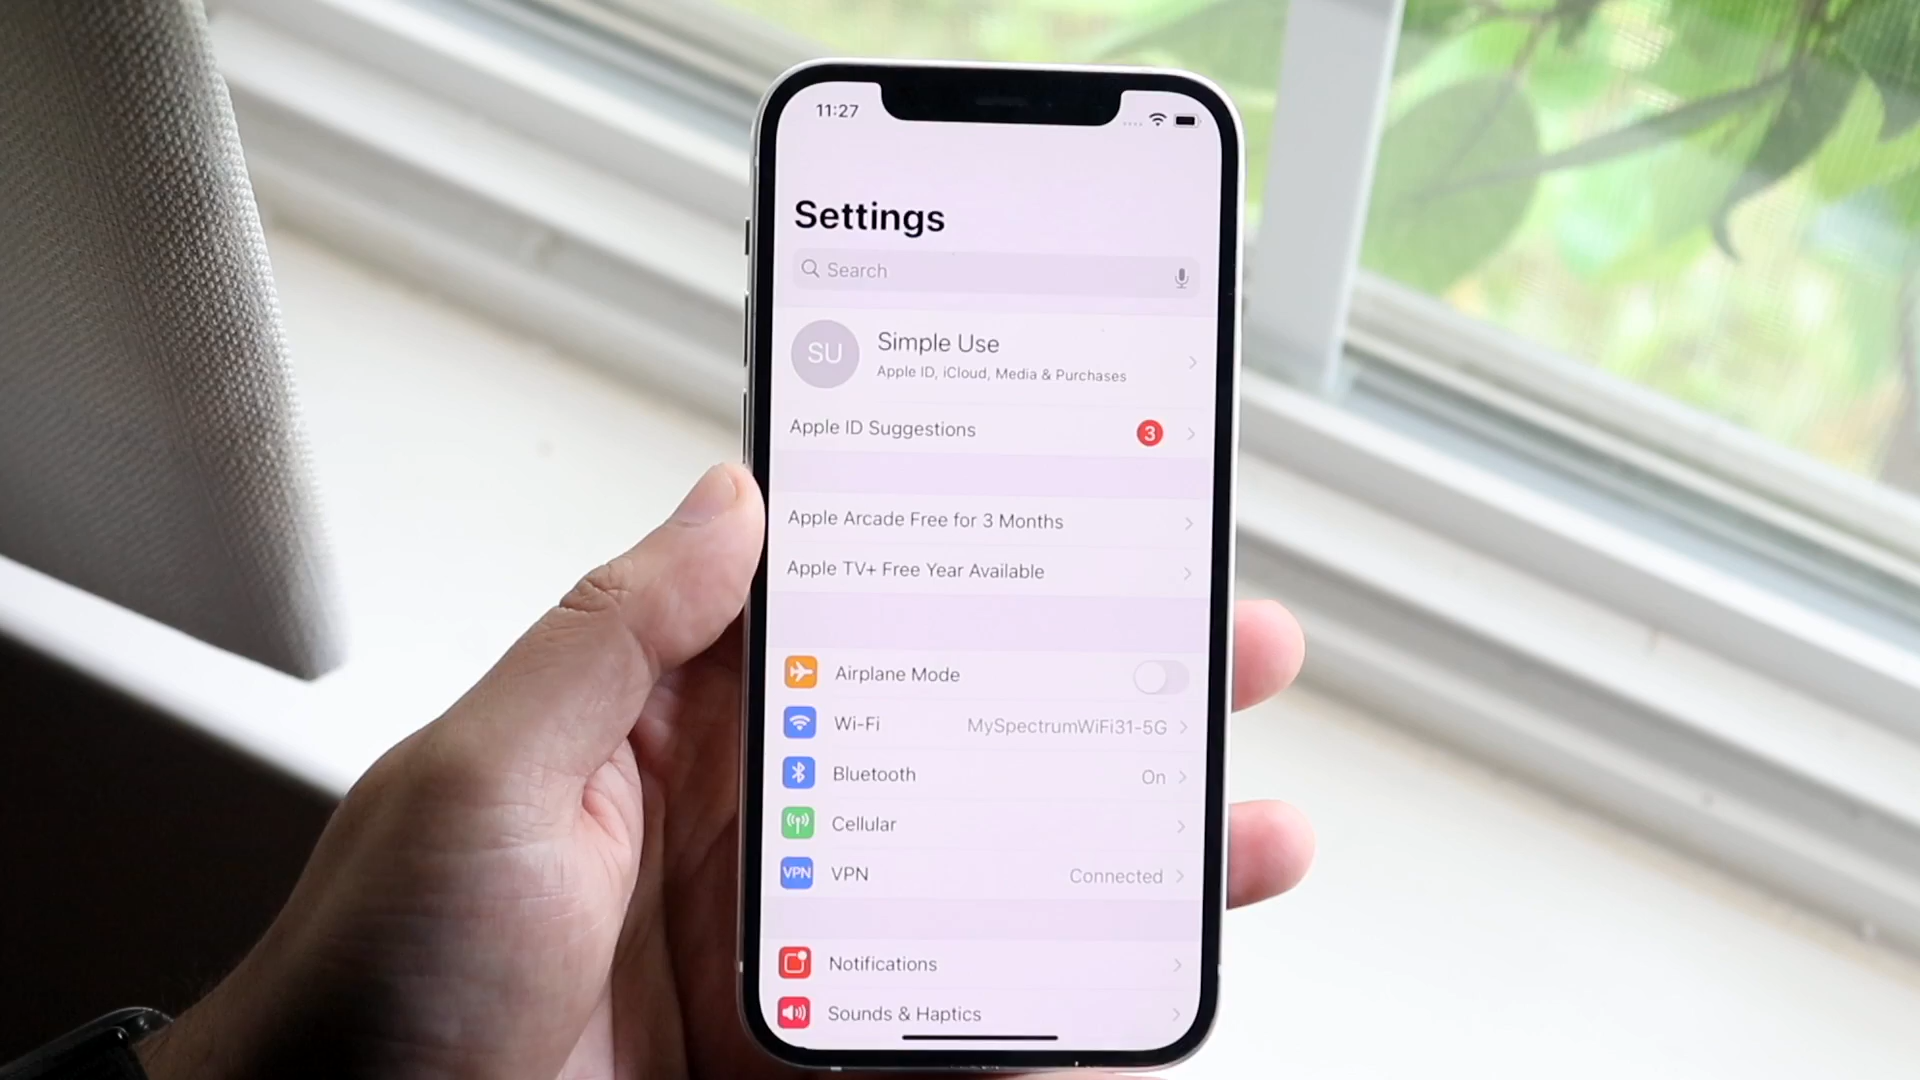 11:27
Settings
Search
SU
Simple Use
Apple ID, iCloud, Media & Purchases
Apple ID Suggestions 3
Apple Arcade Free for 3 Months
Apple TV+ Free Year Available
Airplane Mode
Wi-Fi MySpectrumWiFi31-5G
Bluetooth On
Cellular
VPN VPN Connected
Notifications
Sounds & Haptics